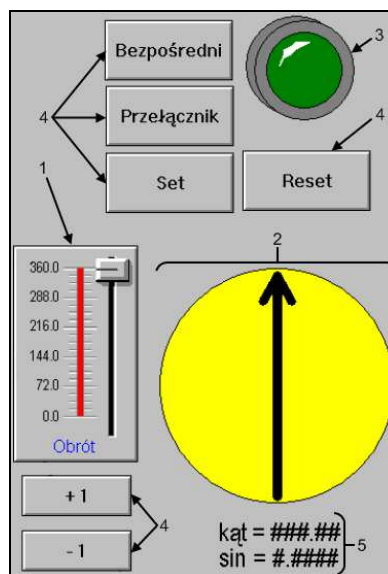 Bezpośredni
3
4
Przełącznik
4
1
Set
Reset
2
360.0
288.0
216.0
144.0
72.0
0.0
Obrót
+ 1
4
- 1
kąt = ###.##
sin = #.####
5